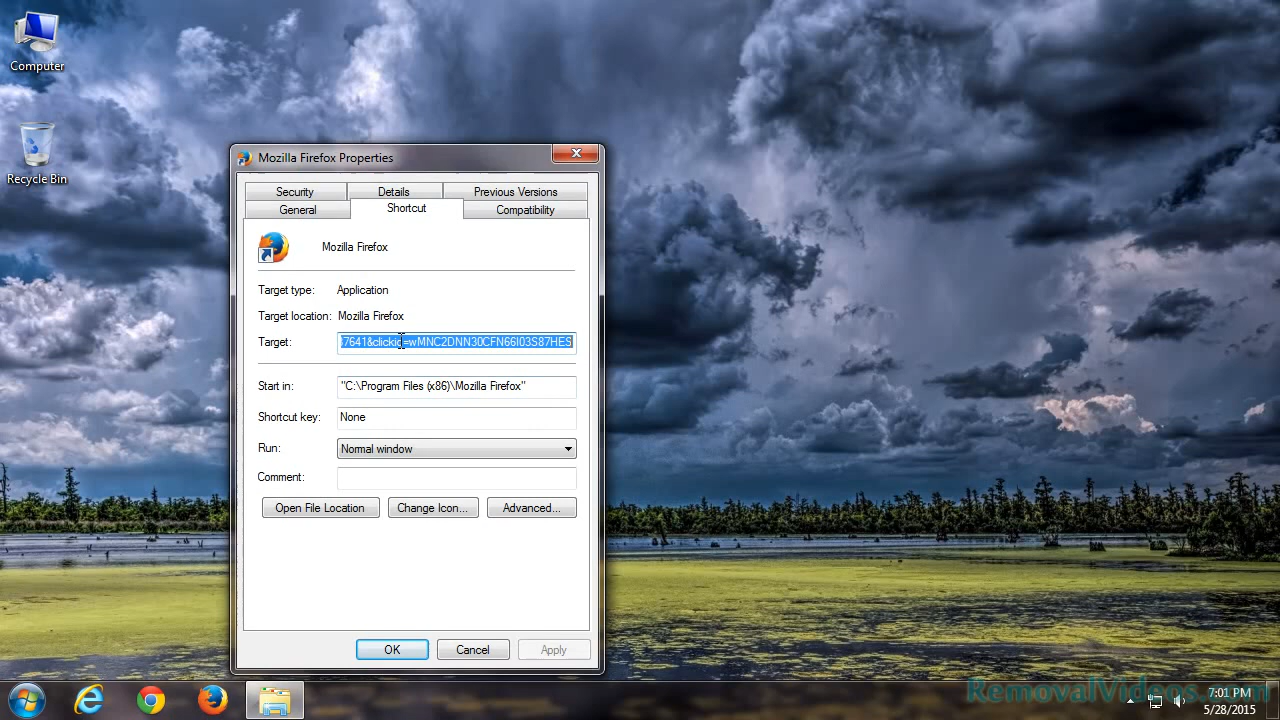 Computer
Recycle Bin
Mozilla Firefox Properties
Security Details Previous Versions
General Shortcut Compatibility
Mozilla Firefox
Target type: Application
Target location: Mozilla Firefox
Target: 7641&clickid=wMNC2DNN30CFN66I03S87HES
Start in: "C:\Program Files (x86)\Mozilla Firefox"
Shortcut key: None
Run: Normal window
Comment:
Open File Location Change Icon... Advanced...
OK Cancel Apply
RemovalVideos.com
7:01 PM
5/28/2015